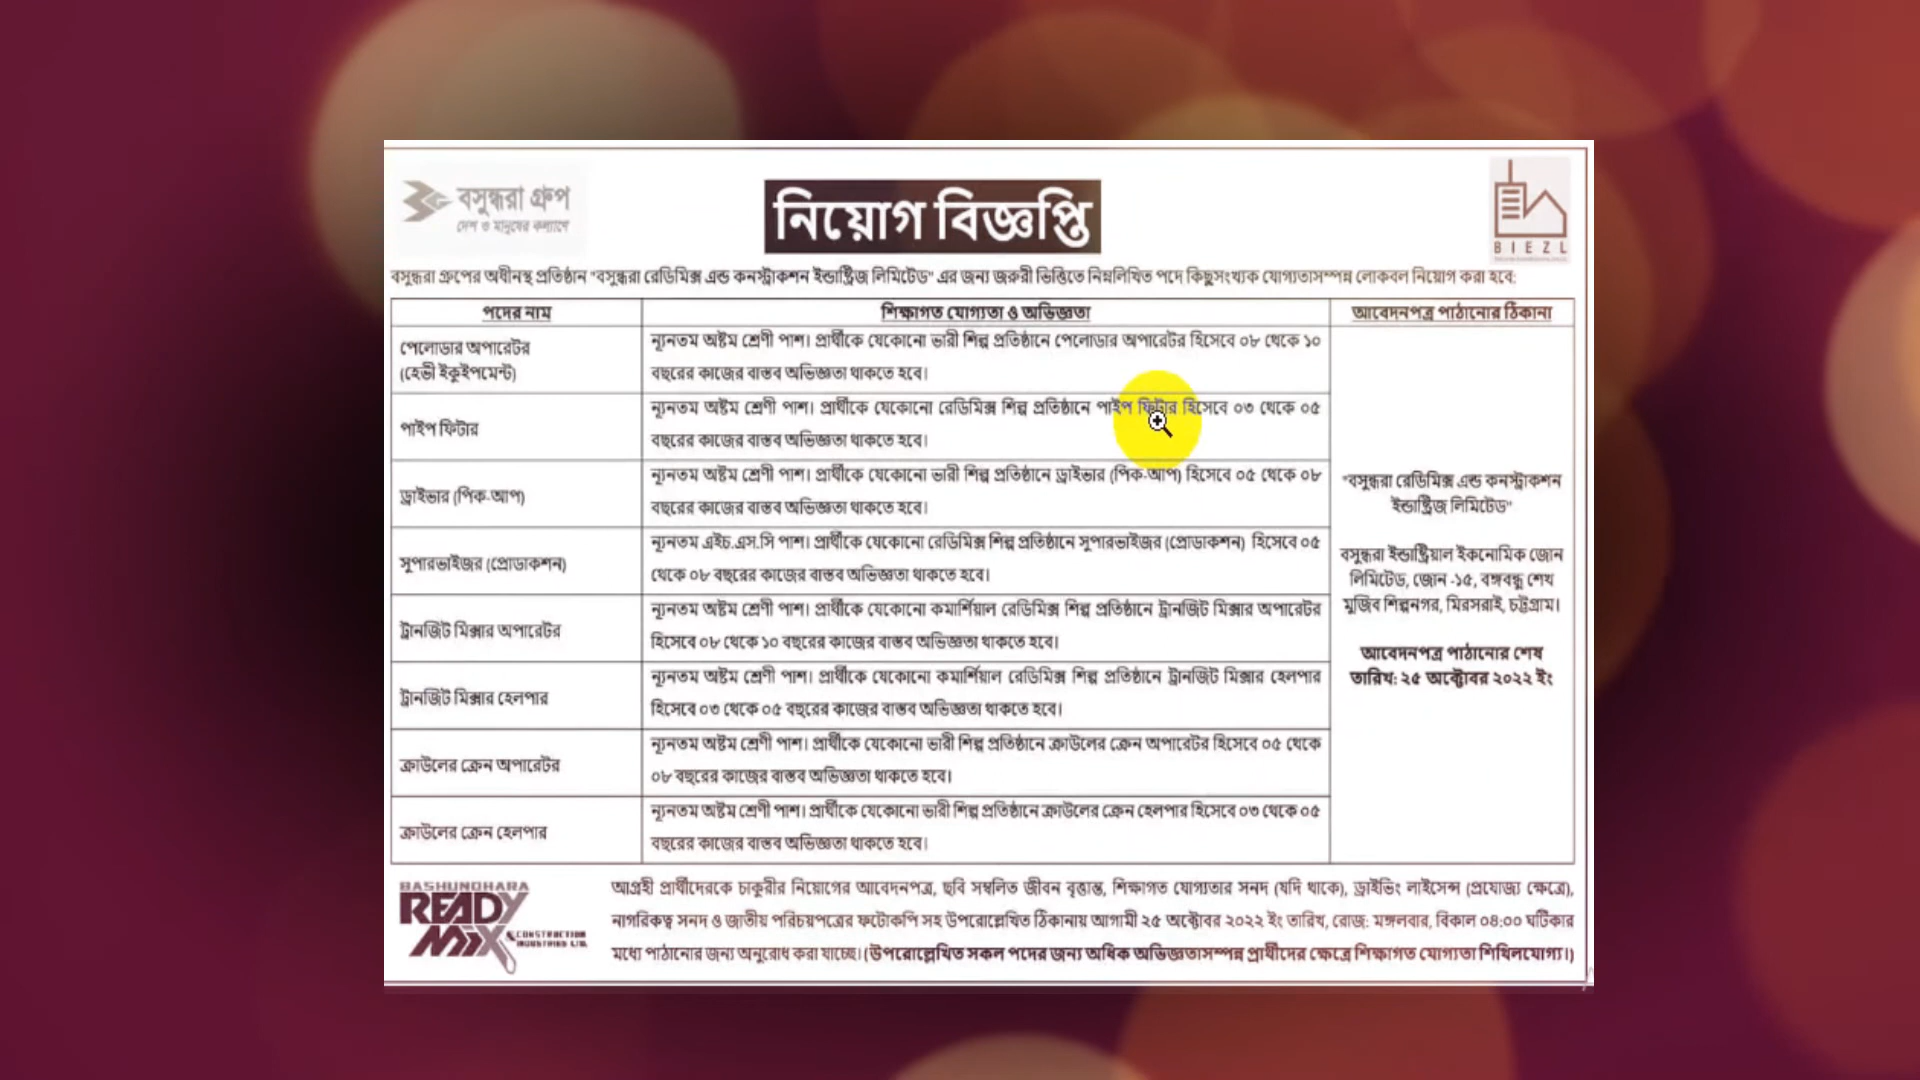 বসুন্ধরা গ্রুপ
দেশ ও মানুষের কল্যাণে
নিয়োগ বিজ্ঞপ্তি
BIEZL
বসুন্ধরা গ্রুপের অধীনস্থ প্রতিষ্ঠান "বসুন্ধরা রেডিমিক্স এন্ড কনস্ট্রাকশন ইন্ডাষ্ট্রিজ লিমিটেড" এর জন্য জরুরী ভিত্তিতে নিম্নলিখিত পদে কিছুসংখ্যক যোগ্যতাসম্পন্ন লোকবল নিয়োগ করা হবে:
পদের নাম
শিক্ষাগত যোগ্যতা ও অভিজ্ঞতা
আবেদনপত্র পাঠানোর ঠিকানা
পেলোডার অপারেটর
(হেভী ইকুইপমেন্ট)
ন্যূনতম অষ্টম শ্রেণী পাশ। প্রার্থীকে যেকোনো ভারী শিল্প প্রতিষ্ঠানে পেলোডার অপারেটর হিসেবে ০৮ থেকে ১০
বছরের কাজের বাস্তব অভিজ্ঞতা থাকতে হবে।
পাইপ ফিটার
ন্যূনতম অষ্টম শ্রেণী পাশ। প্রার্থীকে যেকোনো রেডিমিক্স শিল্প প্রতিষ্ঠানে পাইপ ফিটার হিসেবে ০৩ থেকে ০৫
বছরের কাজের বাস্তব অভিজ্ঞতা থাকতে হবে।
ড্রাইভার (পিক-আপ)
ন্যূনতম অষ্টম শ্রেণী পাশ। প্রার্থীকে যেকোনো ভারী শিল্প প্রতিষ্ঠানে ড্রাইভার (পিক-আপ) হিসেবে ০৫ থেকে ০৮
বছরের কাজের বাস্তব অভিজ্ঞতা থাকতে হবে।
সুপারভাইজর (প্রোডাকশন)
ন্যূনতম এইচ.এস.সি পাশ। প্রার্থীকে যেকোনো রেডিমিক্স শিল্প প্রতিষ্ঠানে সুপারভাইজর (প্রোডাকশন) হিসেবে ০৫
থেকে ০৮ বছরের কাজের বাস্তব অভিজ্ঞতা থাকতে হবে।
ট্রানজিট মিক্সার অপারেটর
ন্যূনতম অষ্টম শ্রেণী পাশ। প্রার্থীকে যেকোনো কমার্শিয়াল রেডিমিক্স শিল্প প্রতিষ্ঠানে ট্রানজিট মিক্সার অপারেটর
হিসেবে ০৮ থেকে ১০ বছরের কাজের বাস্তব অভিজ্ঞতা থাকতে হবে।
ট্রানজিট মিক্সার হেলপার
ন্যূনতম অষ্টম শ্রেণী পাশ। প্রার্থীকে যেকোনো কমার্শিয়াল রেডিমিক্স শিল্প প্রতিষ্ঠানে ট্রানজিট মিক্সার হেলপার
হিসেবে ০৩ থেকে ০৫ বছরের কাজের বাস্তব অভিজ্ঞতা থাকতে হবে।
ক্রাউলের ক্রেন অপারেটর
ন্যূনতম অষ্টম শ্রেণী পাশ। প্রার্থীকে যেকোনো ভারী শিল্প প্রতিষ্ঠানে ক্রাউলের ক্রেন অপারেটর হিসেবে ০৫ থেকে
০৮ বছরের কাজের বাস্তব অভিজ্ঞতা থাকতে হবে।
ক্রাউলের ক্রেন হেলপার
ন্যূনতম অষ্টম শ্রেণী পাশ। প্রার্থীকে যেকোনো ভারী শিল্প প্রতিষ্ঠানে ক্রাউলের ক্রেন হেলপার হিসেবে ০৩ থেকে ০৫
বছরের কাজের বাস্তব অভিজ্ঞতা থাকতে হবে।
"বসুন্ধরা রেডিমিক্স এন্ড কনস্ট্রাকশন
ইন্ডাষ্ট্রিজ লিমিটেড"
বসুন্ধরা ইন্ডাষ্ট্রিয়াল ইকনোমিক জোন
লিমিটেড, জোন -১৫, বঙ্গবন্ধু শেখ
মুজিব শিল্পনগর, মিরসরাই, চট্টগ্রাম।
আবেদনপত্র পাঠানোর শেষ
তারিখ: ২৫ অক্টোবর ২০২২ ইং
BASHUNDHARA
READY
MIX
& CONSTRUCTION
INDUSTRIES LTD.
আগ্রহী প্রার্থীদেরকে চাকুরীর নিয়োগের আবেদনপত্র, ছবি সম্বলিত জীবন বৃত্তান্ত, শিক্ষাগত যোগ্যতার সনদ (যদি থাকে), ড্রাইভিং লাইসেন্স (প্রযোজ্য ক্ষেত্রে),
নাগরিকত্ব সনদ ও জাতীয় পরিচয়পত্রের ফটোকপি সহ উপরোল্লেখিত ঠিকানায় আগামী ২৫ অক্টোবর ২০২২ ইং তারিখ, রোজ: মঙ্গলবার, বিকাল ০৪:০০ ঘটিকার
মধ্যে পাঠানোর জন্য অনুরোধ করা যাচ্ছে। (উপরোল্লেখিত সকল পদের জন্য অধিক অভিজ্ঞতাসম্পন্ন প্রার্থীদের ক্ষেত্রে শিক্ষাগত যোগ্যতা শিথিলযোগ্য।)